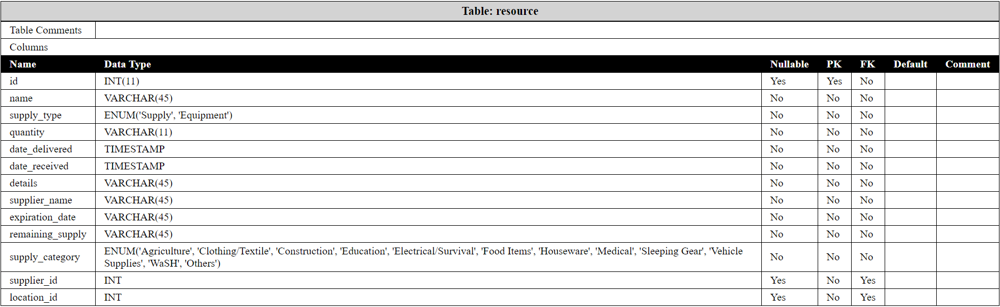 Table: resource
Table Comments
Columns
Name Data Type Nullable PK FK Default Comment
id INT(11) Yes Yes No
name VARCHAR(45) No No No
supply_type ENUM('Supply', 'Equipment') No No No
quantity VARCHAR(11) No No No
date_delivered TIMESTAMP No No No
date_received TIMESTAMP No No No
details VARCHAR(45) No No No
supplier_name VARCHAR(45) No No No
expiration_date VARCHAR(45) No No No
remaining_supply VARCHAR(45) No No No
supply_category ENUM('Agriculture', 'Clothing/Textile', 'Construction', 'Education', 'Electrical/Survival', 'Food Items', 'Houseware', 'Medical', 'Sleeping Gear', 'Vehicle
Supplies', 'WaSH', 'Others') No No No
supplier_id INT Yes No Yes
location_id INT Yes No Yes